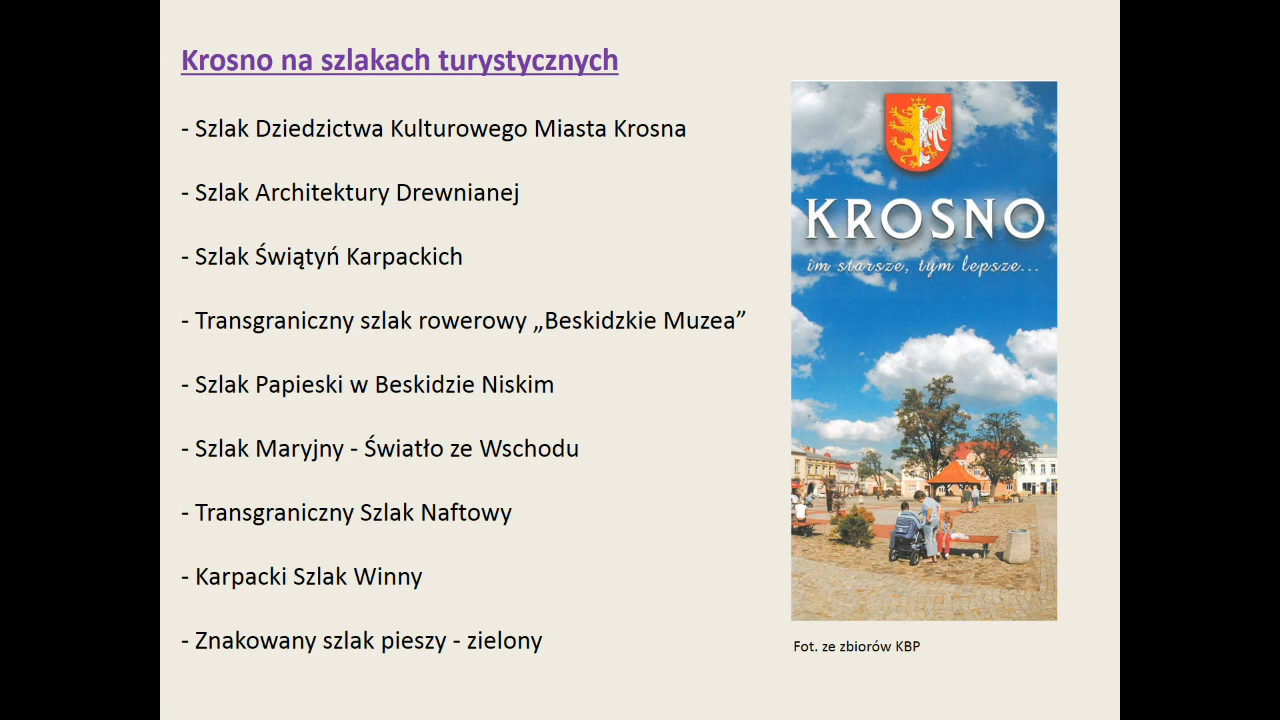 Krosno na szlakach turystycznych
- Szlak Dziedzictwa Kulturowego Miasta Krosna
- Szlak Architektury Drewnianej
- Szlak Świątyń Karpackich
- Transgraniczny szlak rowerowy „Beskidzkie Muzea”
- Szlak Papieski w Beskidzie Niskim
- Szlak Maryjny - Światło ze Wschodu
- Transgraniczny Szlak Naftowy
- Karpacki Szlak Winny
- Znakowany szlak pieszy - zielony
KROSNO
im starsze, tym lepsze...
Fot. ze zbiorów KBP